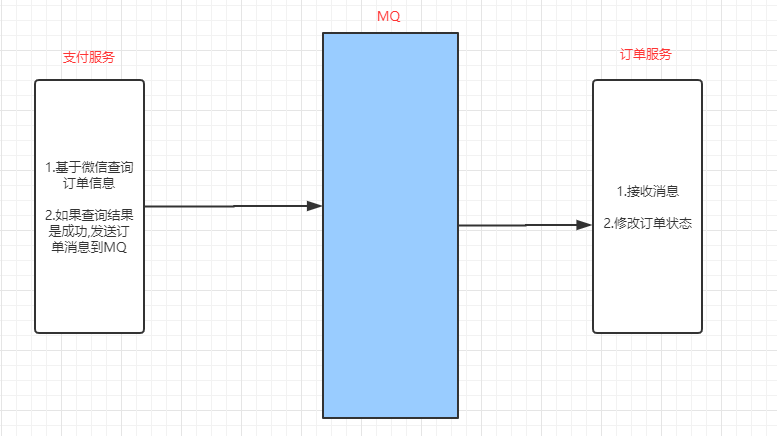 MQ
支付服务
订单服务
1.基于微信查询
订单信息
2.如果查询结果
是成功,发送订
单消息到MQ
1.接收消息
2.修改订单状态